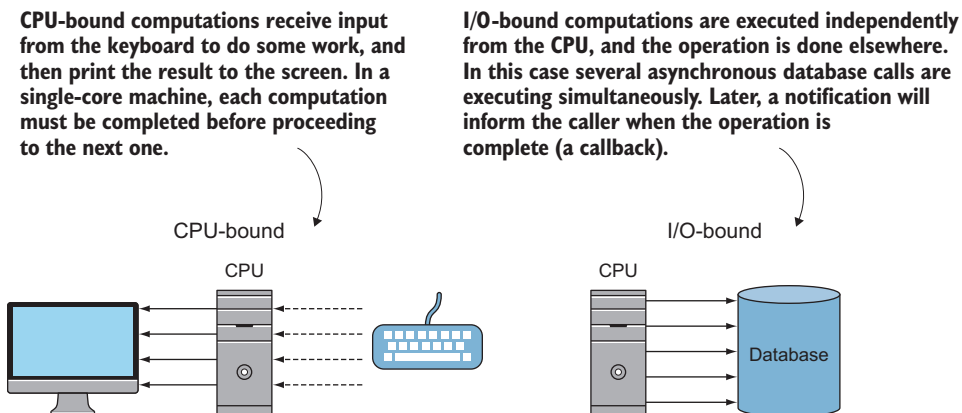 CPU-bound computations receive input
from the keyboard to do some work, and
then print the result to the screen. In a
single-core machine, each computation
must be completed before proceeding
to the next one.
I/O-bound computations are executed independently
from the CPU, and the operation is done elsewhere.
In this case several asynchronous database calls are
executing simultaneously. Later, a notification will
inform the caller when the operation is
complete (a callback).
CPU-bound
CPU
I/O-bound
CPU
Database